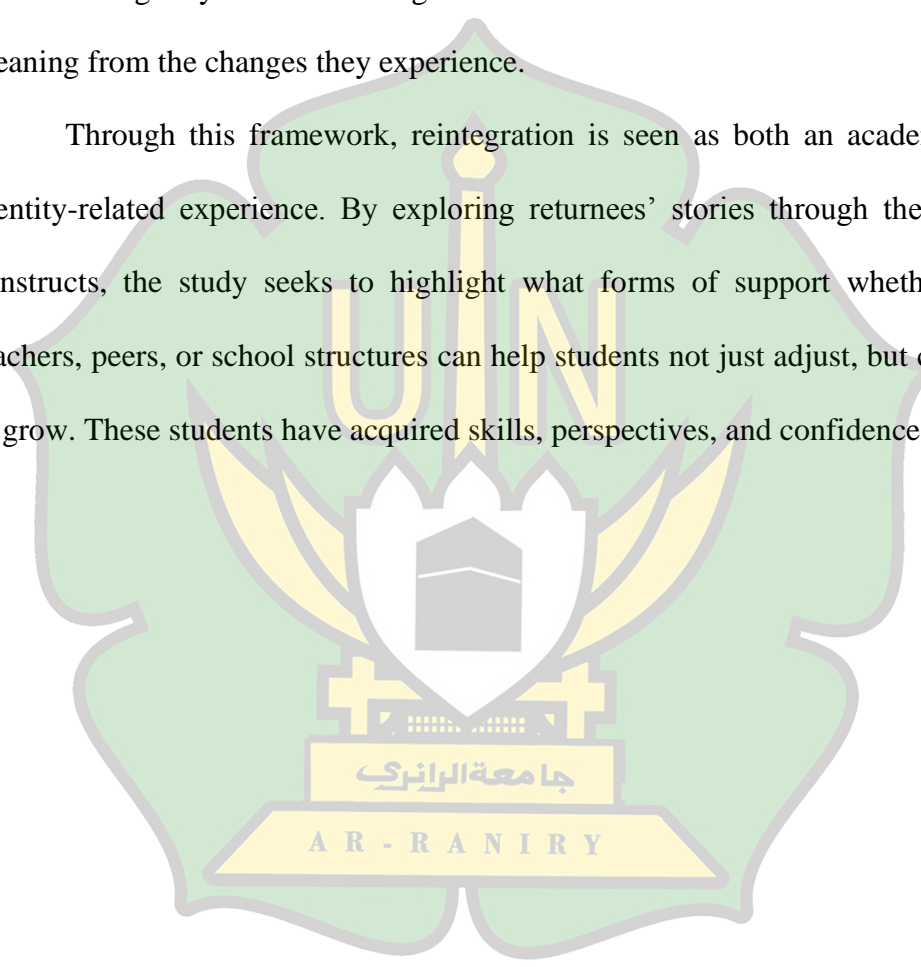 eaning from the changes they experience.
Through this framework, reintegration is seen as both an acade
entity-related experience. By exploring returnees’ stories through the
nstructs, the study seeks to highlight what forms of support wheth
achers, peers, or school structures can help students not just adjust, but
grow. These students have acquired skills, perspectives, and confidence
UIN
جامعة الرانري
AR-RANIRY